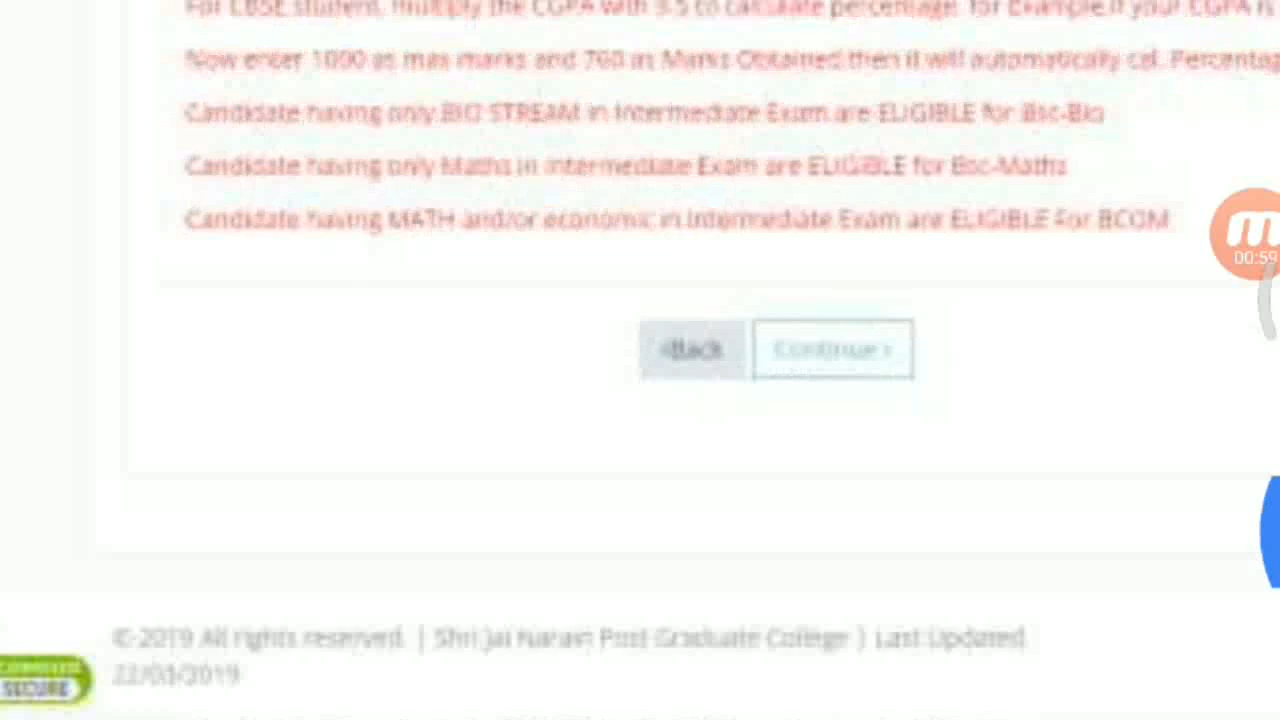 For CBSE student, multiply the CGPA with 9.5 to calculate percentage, for Example if your CGPA is
Now enter 1000 as max marks and 760 as Marks Obtained then it will automatically cal. Percentag
Candidate having only BIO STREAM in Intermediate Exam are ELIGIBLE for Bsc-Bio
Candidate having only Maths in intermediate Exam are ELIGIBLE for Bsc-Maths
Candidate having MATH and/or economic in Intermediate Exam are ELIGIBLE For BCOM
00:59
‹Back Continue ›
© 2019 All rights reserved. | Shri Jai Narain Post Graduate College | Last Updated
22/03/2019
SECURE